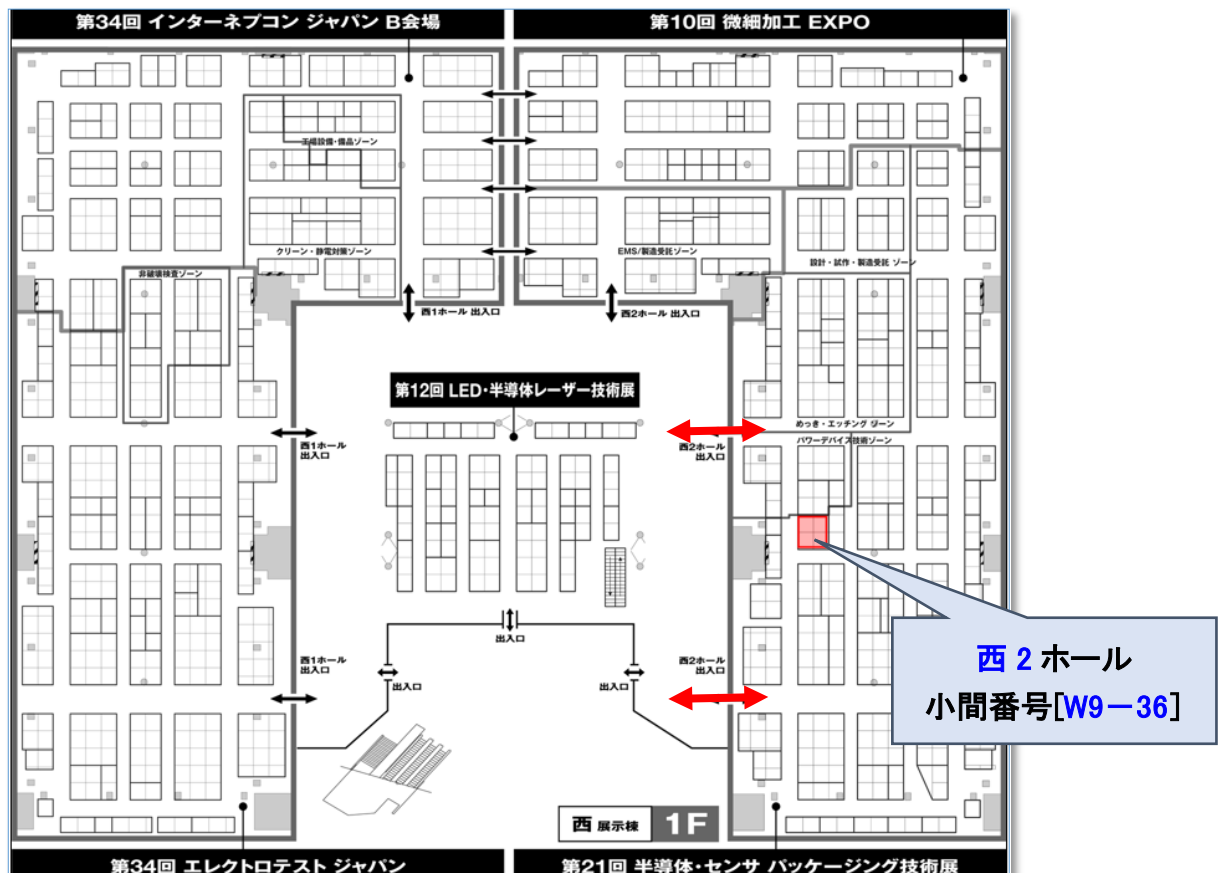 第34回 インターネプコン ジャパン B会場
第10回 微細加工 EXPO
工場設備・備品ゾーン
クリーン・静電対策ゾーン
EMS/製造受託ゾーン
設計・試作・製造受託 ゾーン
非破壊検査ゾーン
西1ホール 出入口
西2ホール 出入口
第12回 LED・半導体レーザー技術展
めっき・エッチング ゾーン
パワーデバイス技術ゾーン
西1ホール
出入口
西2ホール
出入口
出入口
西1ホール
出入口
西2ホール
出入口
出入口
出入口
西 2 ホール
小間番号[W9－36]
西 展示棟 1F
第34回 エレクトロテスト ジャパン
第21回 半導体・センサ パッケージング技術展